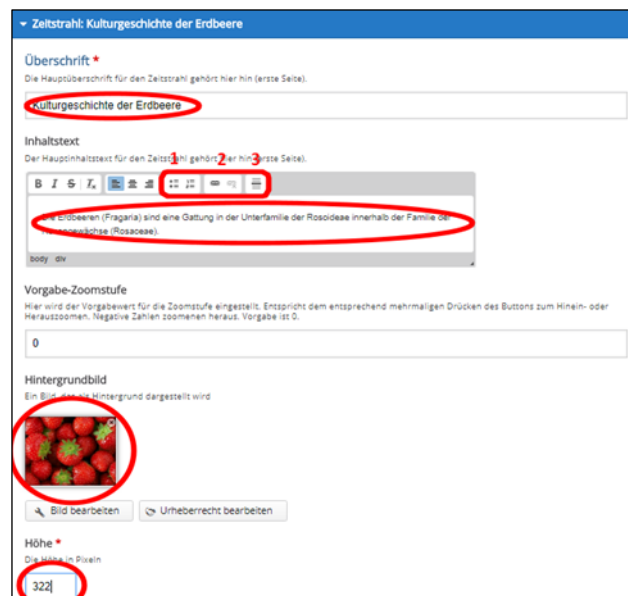 Zeitstrahl: Kulturgeschichte der Erdbeere
Überschrift *
Die Hauptüberschrift für den Zeitstrahl gehört hier hin (erste Seite).
Kulturgeschichte der Erdbeere
Inhaltstext
Der Hauptinhaltstext für den Zeitstrahl gehört hier hin (erste Seite).
1 2 3
B I S Tx
Die Erdbeeren (Fragaria) sind eine Gattung in der Unterfamilie der Rosoideae innerhalb der Familie der
Rosengewächse (Rosaceae).
body div
Vorgabe-Zoomstufe
Hier wird der Vorgabewert für die Zoomstufe eingestellt. Entspricht dem entsprechend mehrmaligen Drücken des Buttons zum Hinein- oder
Herauszoomen. Negative Zahlen zoomenen heraus. Vorgabe ist 0.
0
Hintergrundbild
Ein Bild, das als Hintergrund dargestellt wird
Bild bearbeiten Urheberrecht bearbeiten
Höhe *
Die Höhe in Pixeln
322